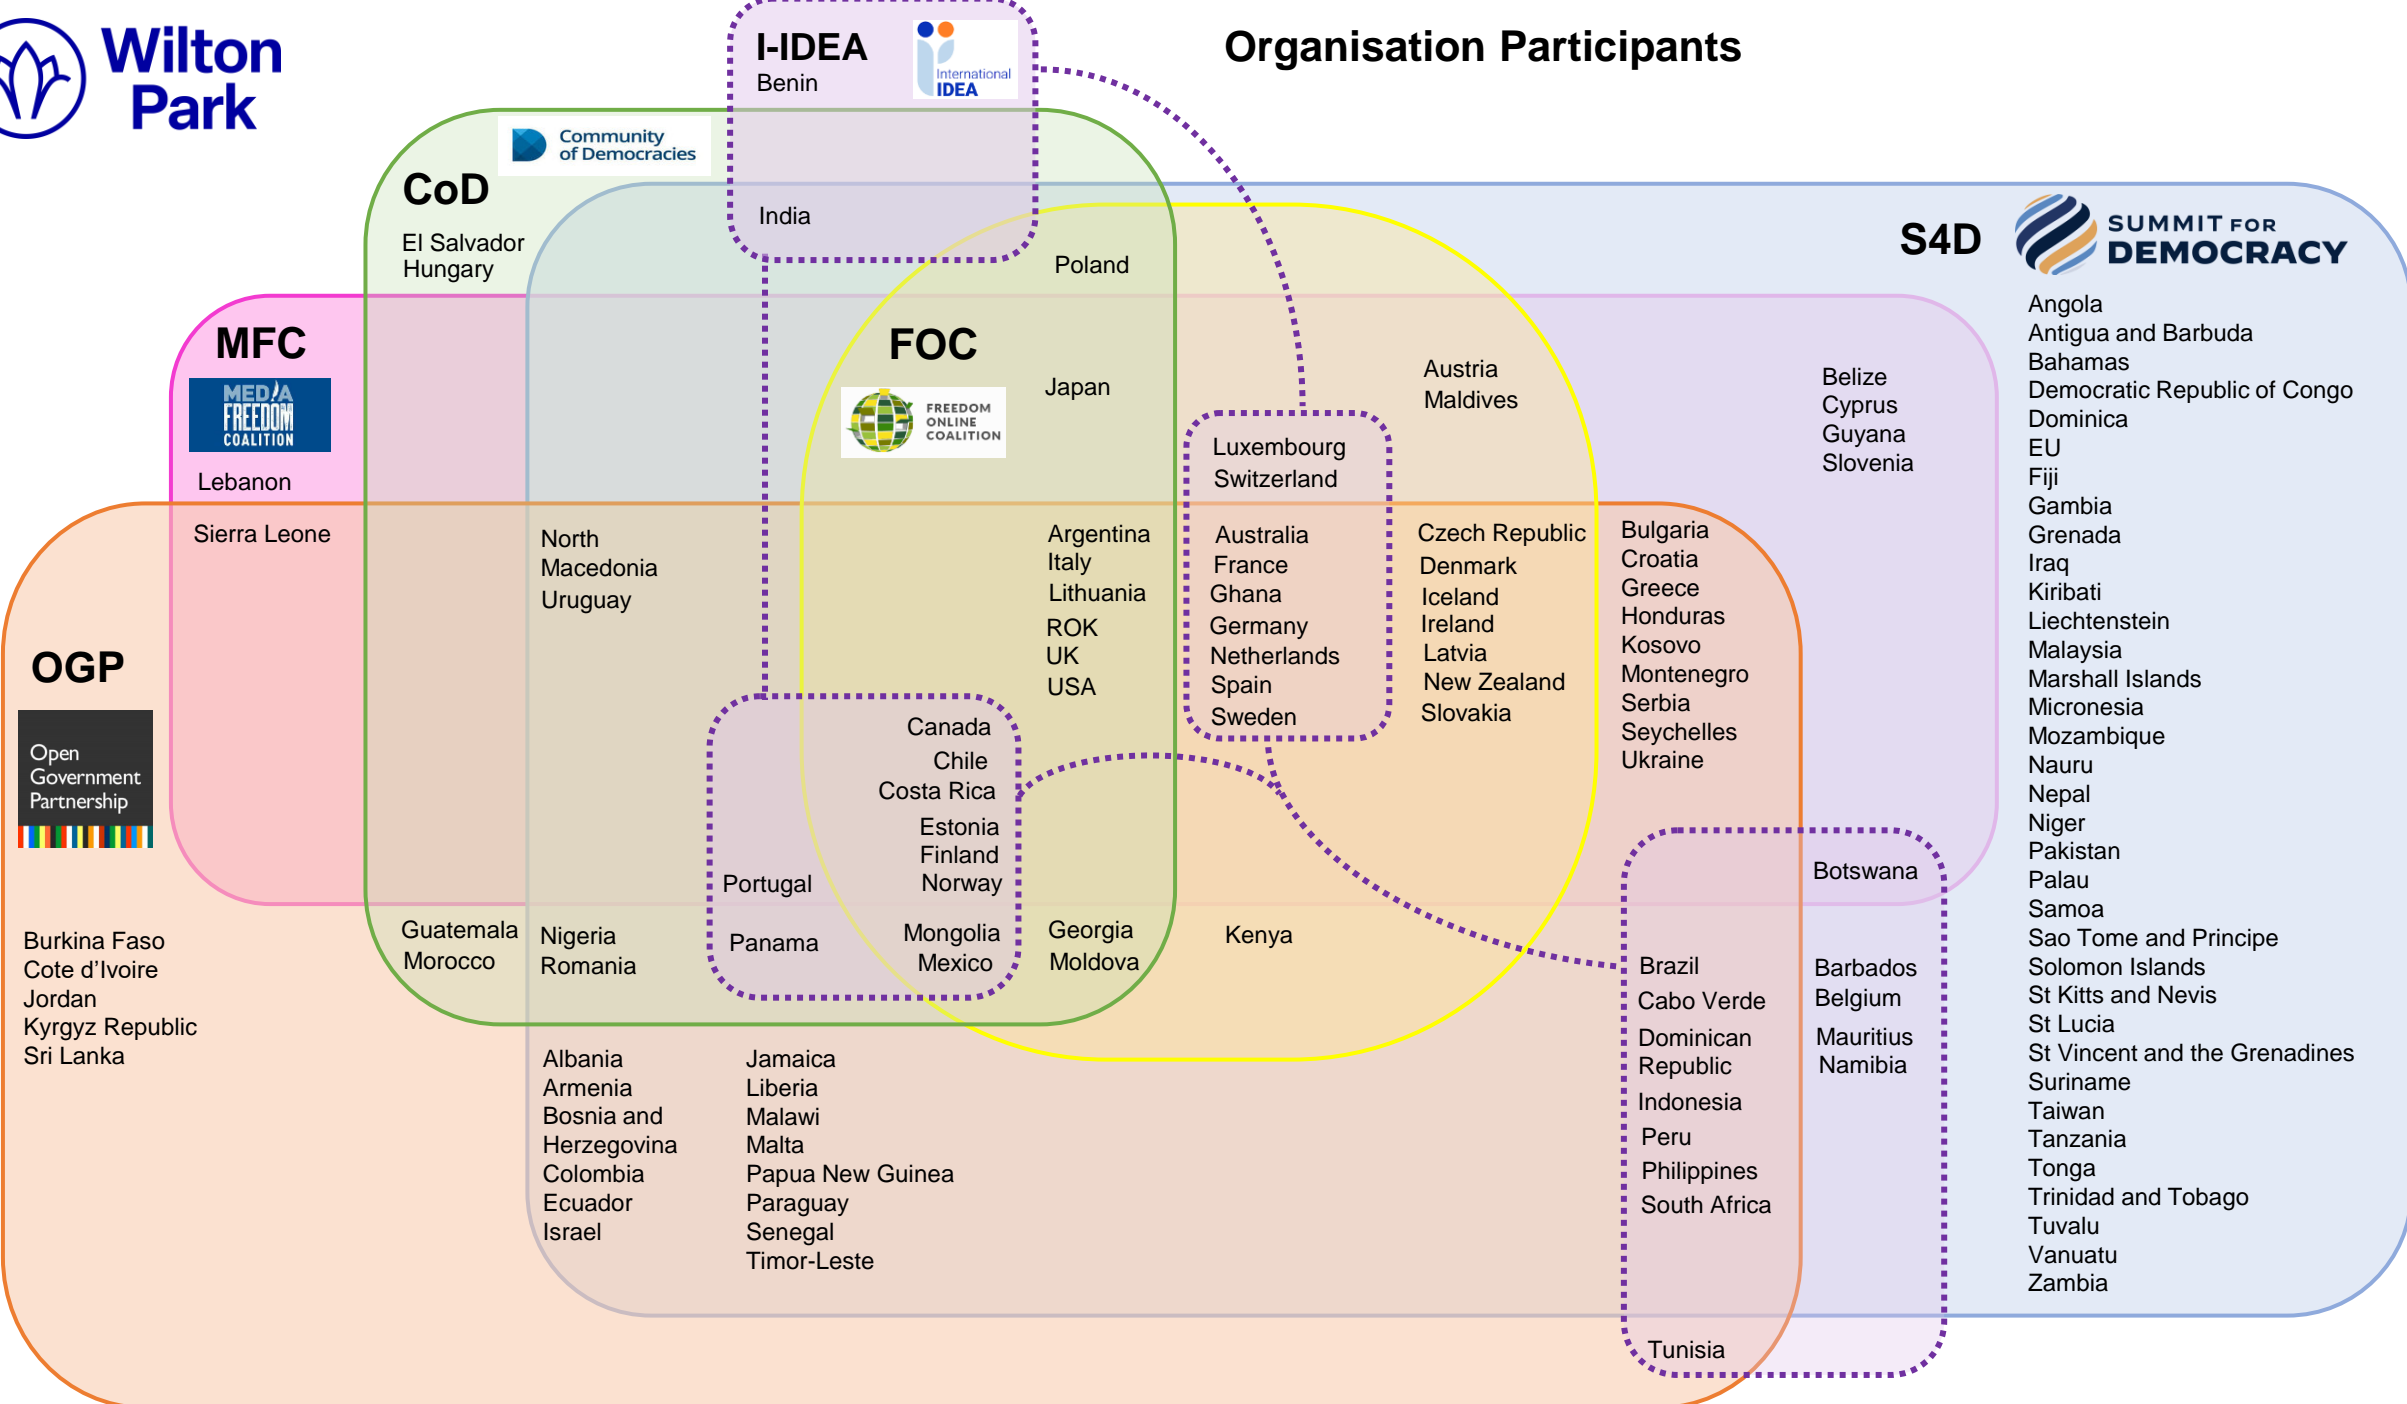 Wilton
Park
Organisation Participants
I-IDEA
Benin
International
IDEA
Community
of Democracies
CoD
El Salvador
Hungary
India
Poland
S4D
SUMMIT FOR
DEMOCRACY
MFC
MEDIA
FREEDOM
COALITION
Lebanon
Sierra Leone
FOC
FREEDOM
ONLINE
COALITION
Japan
Luxembourg
Switzerland
Austria
Maldives
Belize
Cyprus
Guyana
Slovenia
OGP
Open
Government
Partnership
Burkina Faso
Cote d’Ivoire
Jordan
Kyrgyz Republic
Sri Lanka
North
Macedonia
Uruguay
Argentina
Italy
Lithuania
ROK
UK
USA
Australia
France
Ghana
Germany
Netherlands
Spain
Sweden
Czech Republic
Denmark
Iceland
Ireland
Latvia
New Zealand
Slovakia
Bulgaria
Croatia
Greece
Honduras
Kosovo
Montenegro
Serbia
Seychelles
Ukraine
Canada
Chile
Costa Rica
Estonia
Finland
Norway
Portugal
Botswana
Guatemala
Morocco
Nigeria
Romania
Panama
Mongolia
Mexico
Georgia
Moldova
Kenya
Brazil
Cabo Verde
Dominican
Republic
Indonesia
Peru
Philippines
South Africa
Barbados
Belgium
Mauritius
Namibia
Albania
Armenia
Bosnia and
Herzegovina
Colombia
Ecuador
Israel
Jamaica
Liberia
Malawi
Malta
Papua New Guinea
Paraguay
Senegal
Timor-Leste
Tunisia
Angola
Antigua and Barbuda
Bahamas
Democratic Republic of Congo
Dominica
EU
Fiji
Gambia
Grenada
Iraq
Kiribati
Liechtenstein
Malaysia
Marshall Islands
Micronesia
Mozambique
Nauru
Nepal
Niger
Pakistan
Palau
Samoa
Sao Tome and Principe
Solomon Islands
St Kitts and Nevis
St Lucia
St Vincent and the Grenadines
Suriname
Taiwan
Tanzania
Tonga
Trinidad and Tobago
Tuvalu
Vanuatu
Zambia